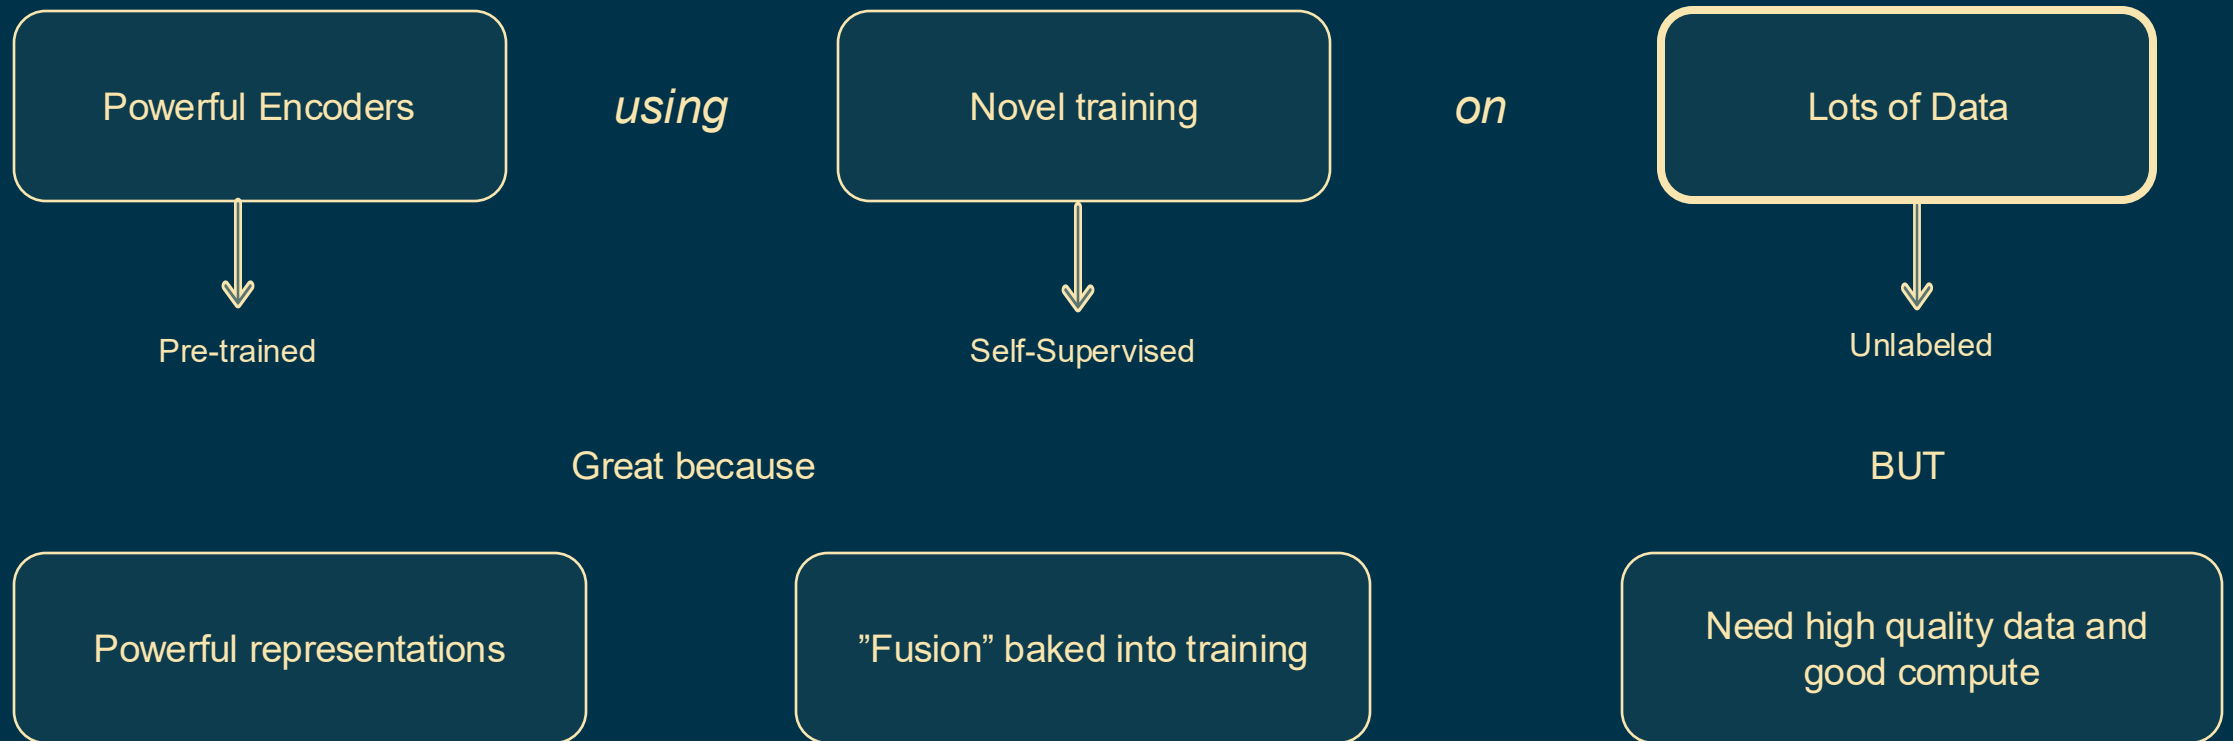 Powerful Encoders
using
Novel training
on
Lots of Data
Pre-trained
Self-Supervised
Unlabeled
Great because
BUT
Powerful representations
”Fusion” baked into training
Need high quality data and
good compute